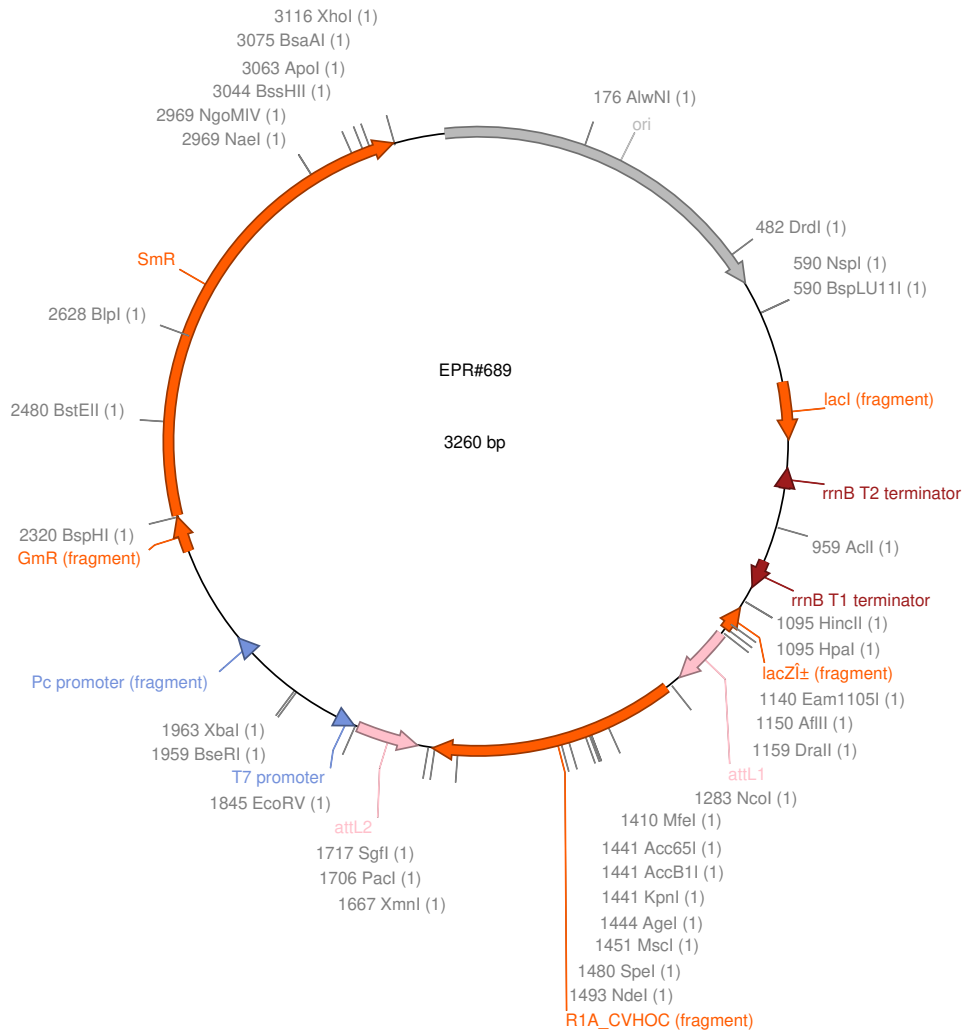 3116 XhoI (1)
3075 BsaAI (1)
3063 ApoI (1)
3044 BssHII (1)
2969 NgoMIV (1)
2969 NaeI (1)
176 AlwNI (1)
ori
482 DrdI (1)
590 NspI (1)
590 BspLU11I (1)
SmR
2628 BlpI (1)
EPR#689
lacI (fragment)
2480 BstEII (1)
3260 bp
rrnB T2 terminator
2320 BspHI (1)
GmR (fragment)
959 AclI (1)
rrnB T1 terminator
1095 HincII (1)
1095 HpaI (1)
lacZÎ± (fragment)
Pc promoter (fragment)
1140 Eam1105I (1)
1150 AflII (1)
1159 DraII (1)
1963 XbaI (1)
1959 BseRI (1)
T7 promoter
attL1
1845 EcoRV (1)
1283 NcoI (1)
attL2
1410 MfeI (1)
1717 SgfI (1)
1441 Acc65I (1)
1706 PacI (1)
1441 AccB1I (1)
1667 XmnI (1)
1441 KpnI (1)
1444 AgeI (1)
1451 MscI (1)
1480 SpeI (1)
1493 NdeI (1)
R1A_CVHOC (fragment)